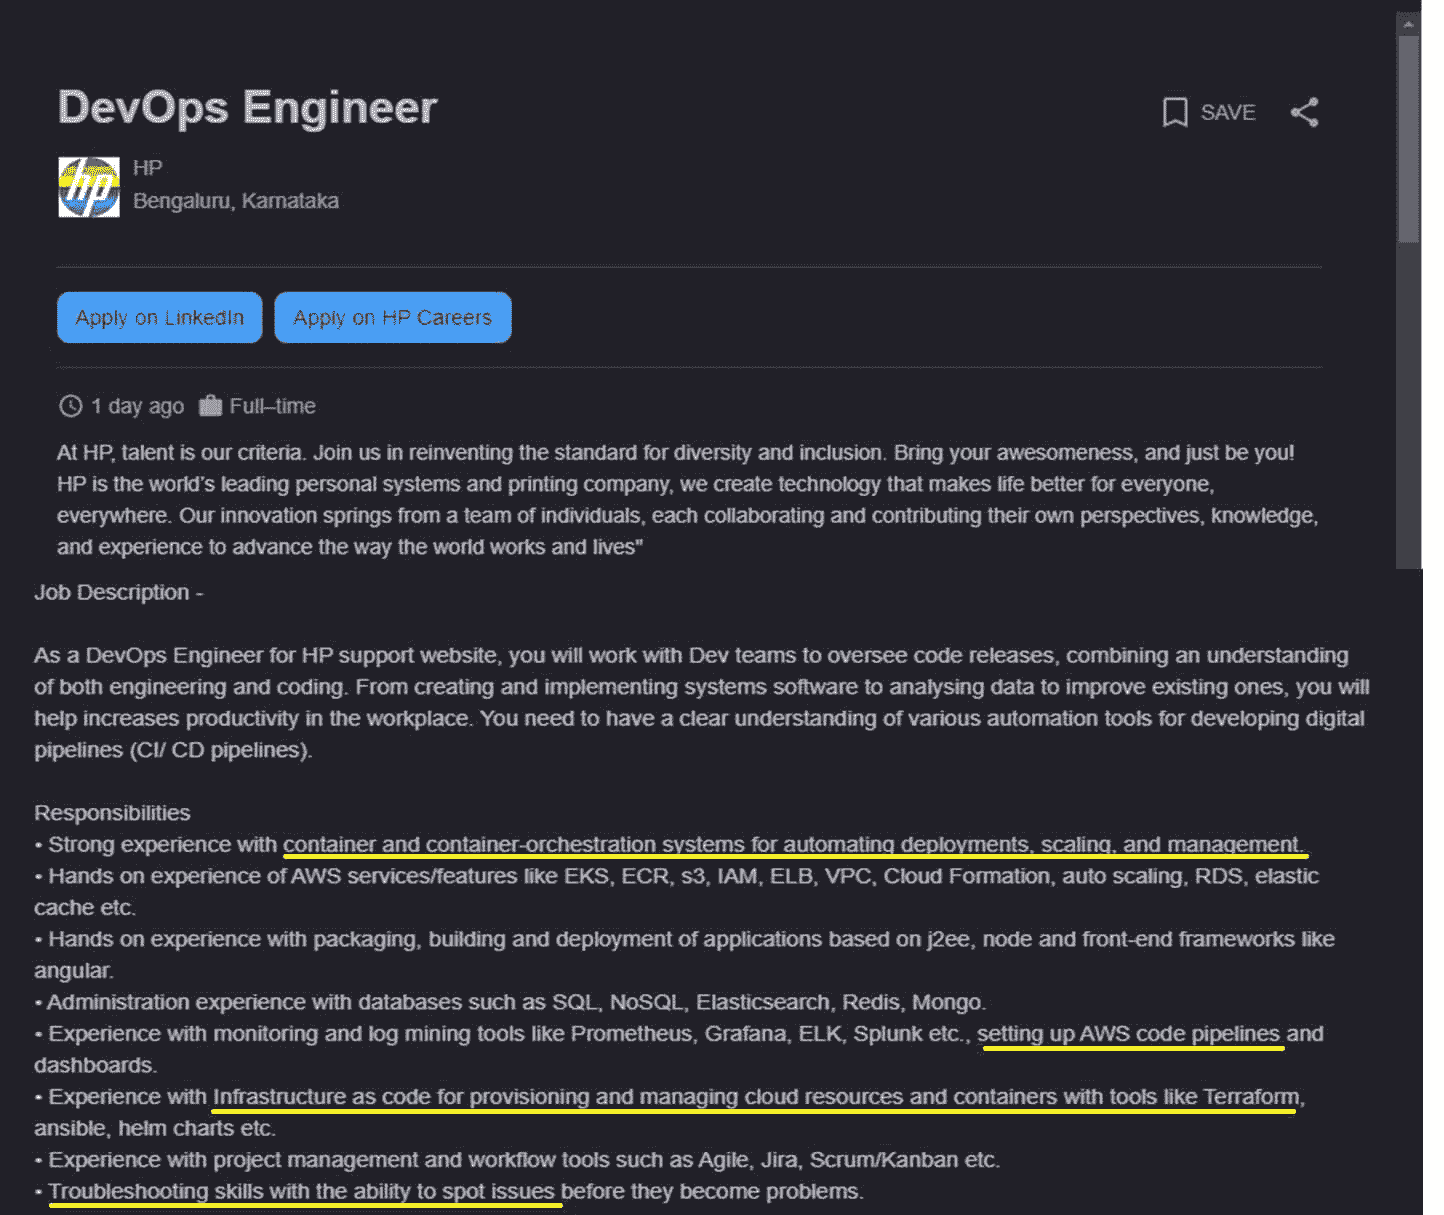 DevOps Engineer
SAVE
hp
HP
Bengaluru, Karnataka
Apply on LinkedIn
Apply on HP Careers
1 day ago Full–time
At HP, talent is our criteria. Join us in reinventing the standard for diversity and inclusion. Bring your awesomeness, and just be you!
HP is the world's leading personal systems and printing company, we create technology that makes life better for everyone,
everywhere. Our innovation springs from a team of individuals, each collaborating and contributing their own perspectives, knowledge,
and experience to advance the way the world works and lives"
Job Description -
As a DevOps Engineer for HP support website, you will work with Dev teams to oversee code releases, combining an understanding
of both engineering and coding. From creating and implementing systems software to analysing data to improve existing ones, you will
help increases productivity in the workplace. You need to have a clear understanding of various automation tools for developing digital
pipelines (CI/ CD pipelines).
Responsibilities
• Strong experience with container and container-orchestration systems for automating deployments, scaling, and management.
• Hands on experience of AWS services/features like EKS, ECR, s3, IAM, ELB, VPC, Cloud Formation, auto scaling, RDS, elastic
cache etc.
• Hands on experience with packaging, building and deployment of applications based on j2ee, node and front-end frameworks like
angular.
• Administration experience with databases such as SQL, NoSQL, Elasticsearch, Redis, Mongo.
• Experience with monitoring and log mining tools like Prometheus, Grafana, ELK, Splunk etc., setting up AWS code pipelines and
dashboards.
• Experience with Infrastructure as code for provisioning and managing cloud resources and containers with tools like Terraform,
ansible, helm charts etc.
• Experience with project management and workflow tools such as Agile, Jira, Scrum/Kanban etc.
• Troubleshooting skills with the ability to spot issues before they become problems.